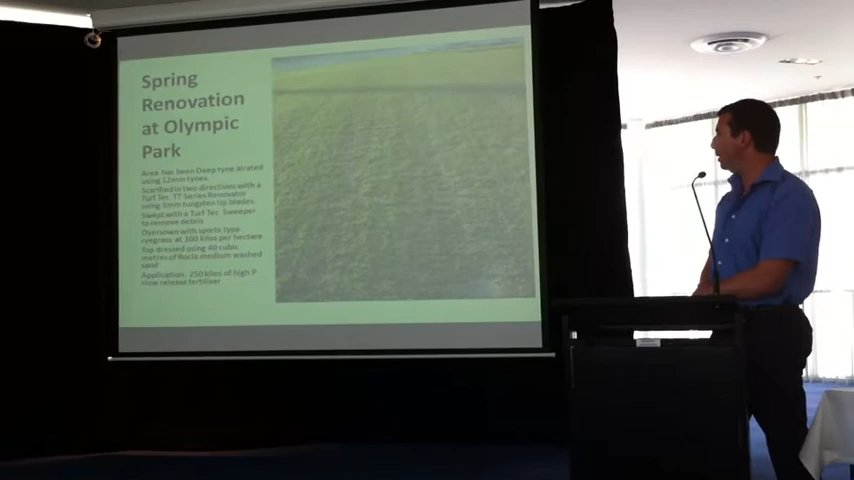 Spring
Renovation
at Olympic
Park
Area has been Deep tyne airated
using 12mm tynes.
Scarified in two directions with a
Turf Tec. TT Series Renovator
using 3mm tungsten tip blades.
Swept with a Turf Tec. Sweeper
to remove debris
Oversown with sports type
ryegrass at 300 kilos per hectare
Top dressed using 40 cubic
metres of Rocla medium washed
sand
Application: 250 kilos of high P
slow release fertiliser